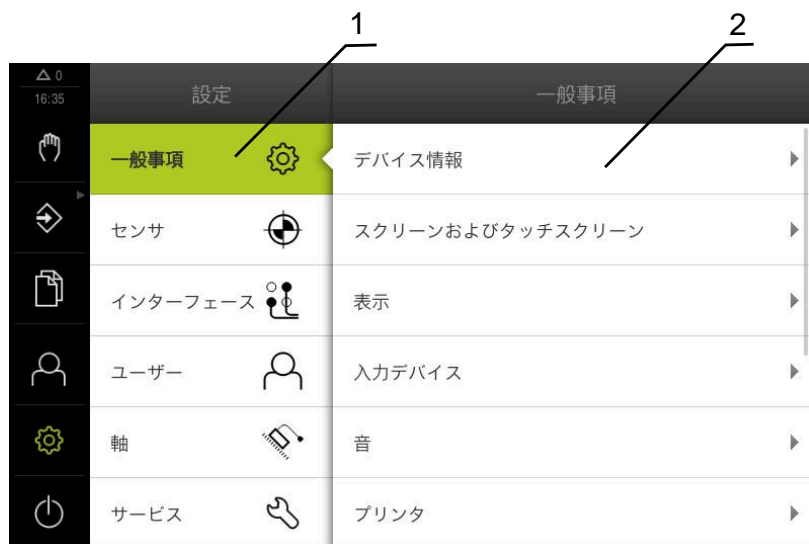 1
2
0
16:35
設定
一般事項
一般事項
センサ
インターフェース
ユーザー
軸
サービス
デバイス情報
スクリーンおよびタッチスクリーン
表示
入力デバイス
音
プリンタ